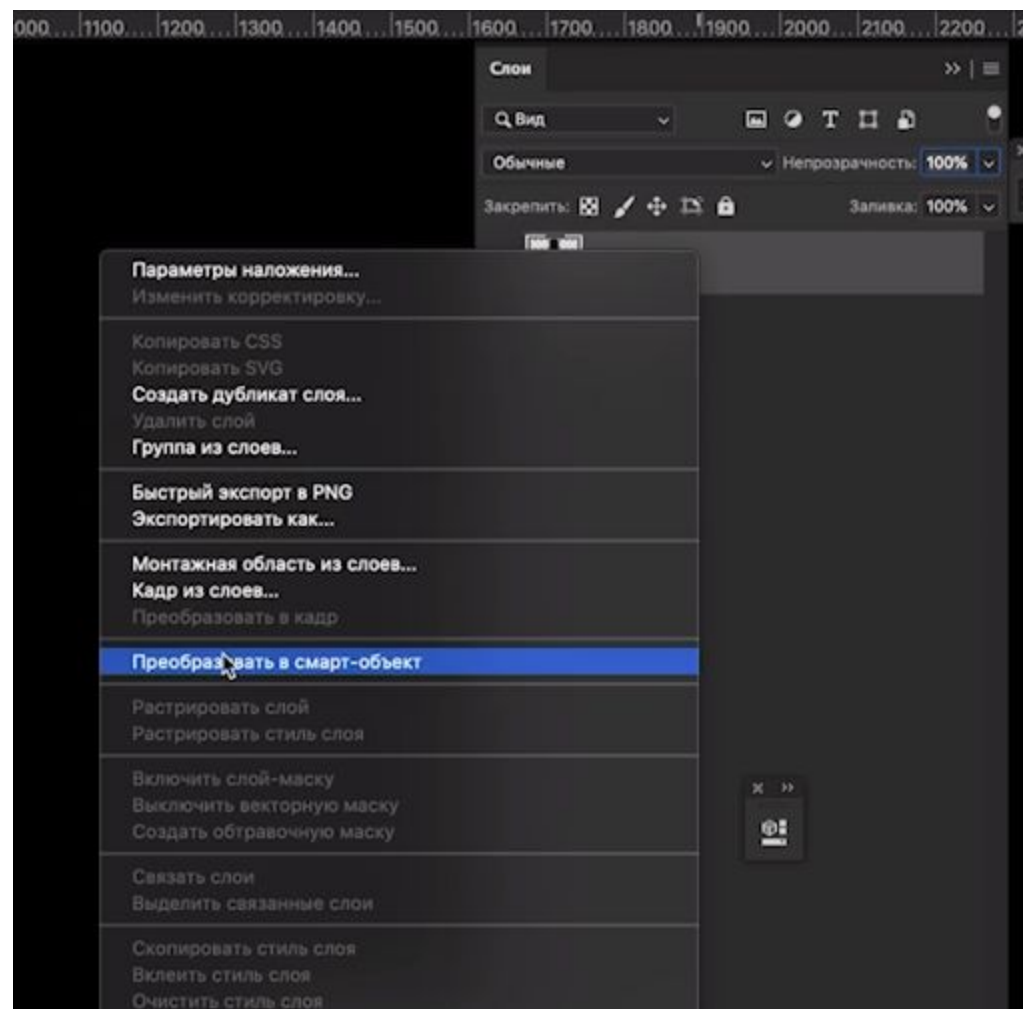 000 1100 1200 1300 1400 1500 1600 1700 1800 1900 2000 2100 2200
Слои
Вид
Обычные Непрозрачность: 100%
Закрепить: Заливка: 100%
Параметры наложения...
Изменить корректировку...
Копировать CSS
Копировать SVG
Создать дубликат слоя...
Удалить слой
Группа из слоев...
Быстрый экспорт в PNG
Экспортировать как...
Монтажная область из слоев...
Кадр из слоев...
Преобразовать в кадр
Преобразовать в смарт-объект
Растрировать слой
Растрировать стиль слоя
Включить слой-маску
Выключить векторную маску
Создать обтравочную маску
Связать слои
Выделить связанные слои
Скопировать стиль слоя
Вклеить стиль слоя
Очистить стиль слоя